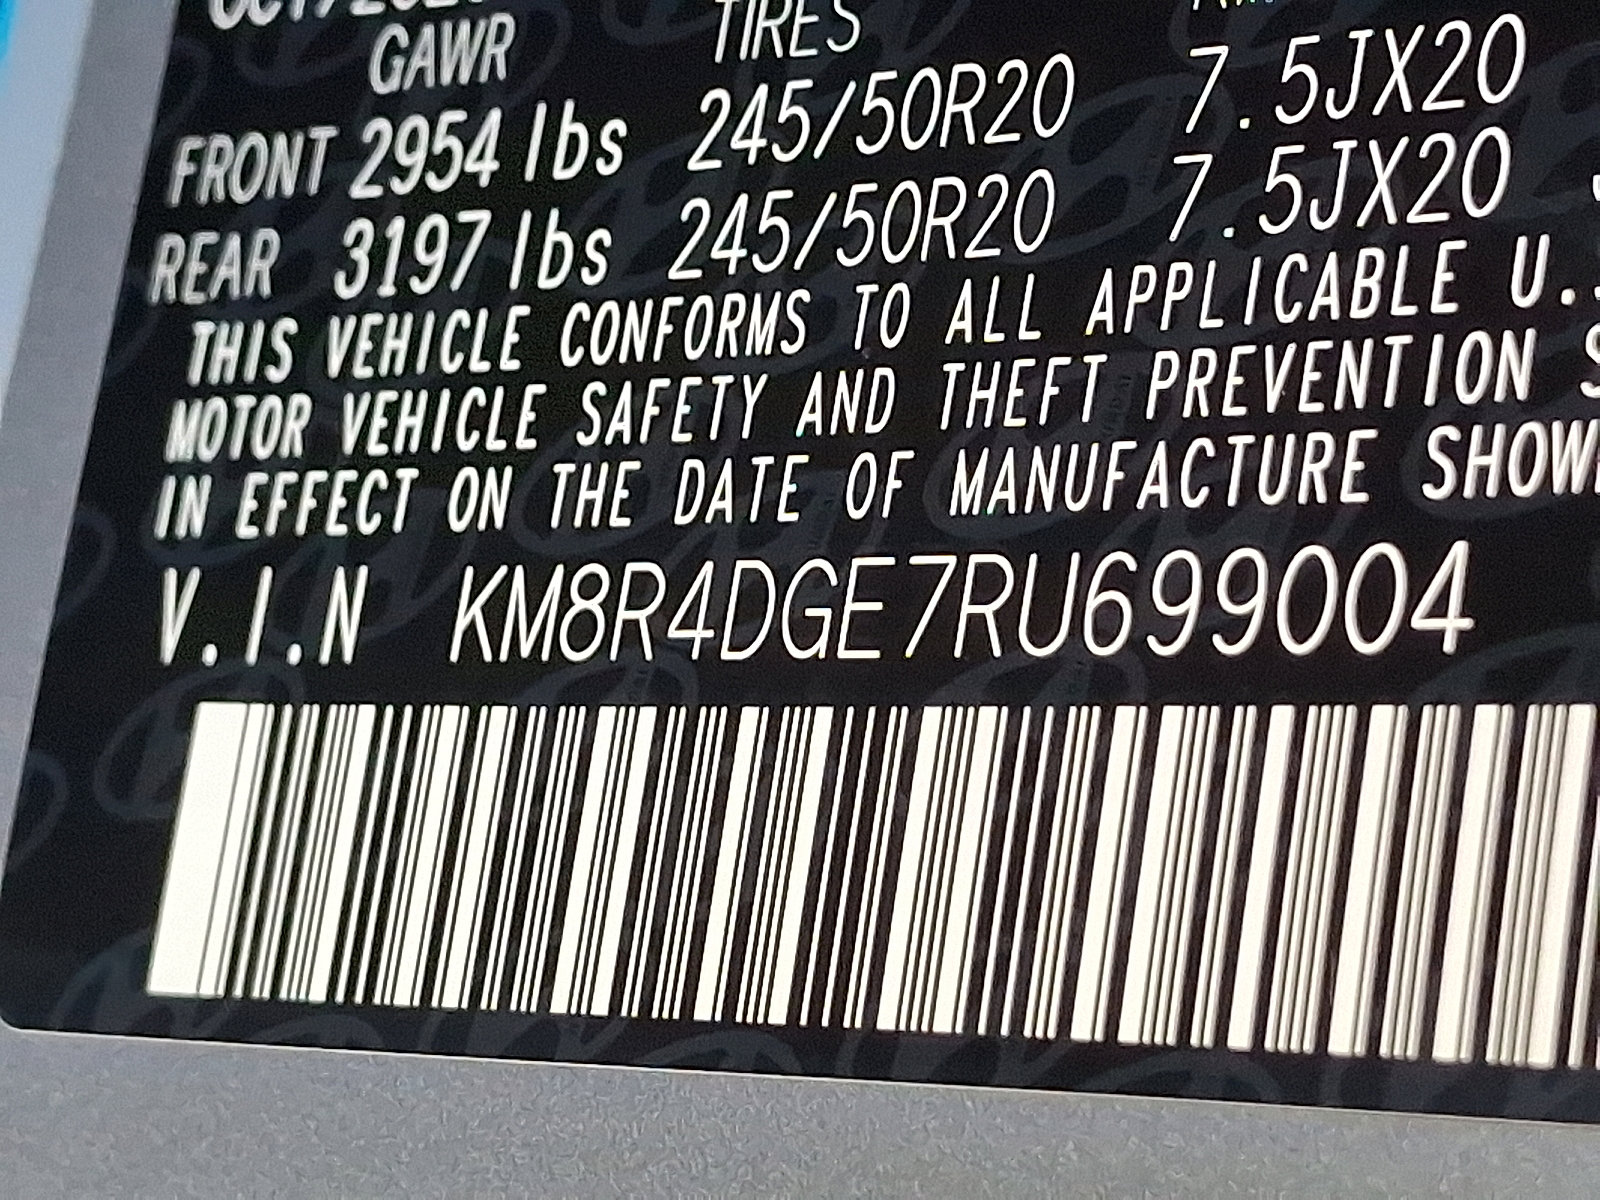 GAWR TIRES
FRONT 2954 lbs 245/50R20 7.5JX20
REAR 3197 lbs 245/50R20 7.5JX20
THIS VEHICLE CONFORMS TO ALL APPLICABLE U.
MOTOR VEHICLE SAFETY AND THEFT PREVENTION S
IN EFFECT ON THE DATE OF MANUFACTURE SHOW
V.I.N KM8R4DGE7RU699004